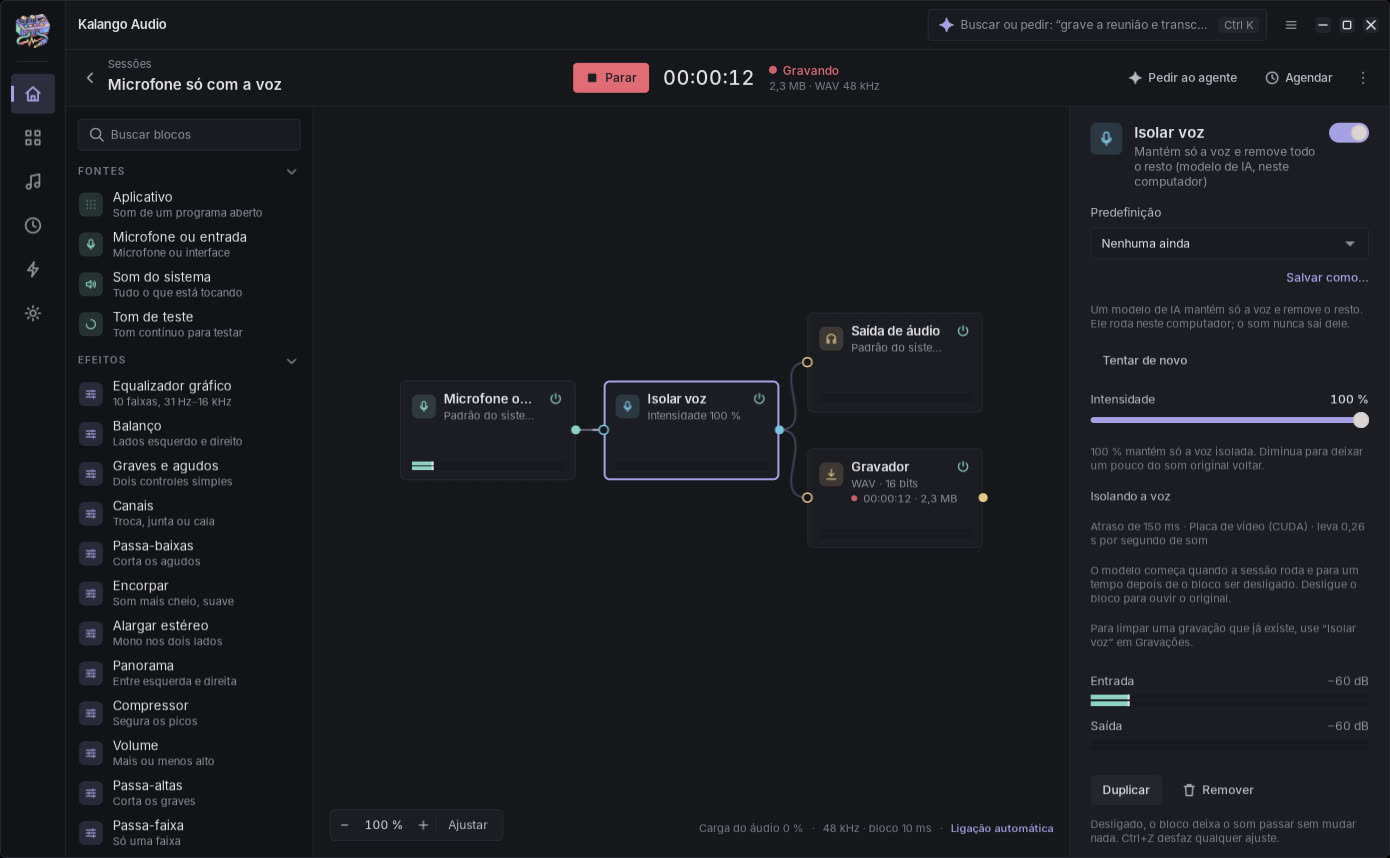 Kalango Audio
Buscar ou pedir: “grave a reunião e transc...
Ctrl K
Sessões
Microfone só com a voz
Parar
00:00:12
Gravando
2,3 MB · WAV 48 kHz
Pedir ao agente
Agendar
Buscar blocos
FONTES
Aplicativo
Som de um programa aberto
Microfone ou entrada
Microfone ou interface
Som do sistema
Tudo o que está tocando
Tom de teste
Tom contínuo para testar
EFEITOS
Equalizador gráfico
10 faixas, 31 Hz–16 kHz
Balanço
Lados esquerdo e direito
Graves e agudos
Dois controles simples
Canais
Troca, junta ou cala
Passa-baixas
Corta os agudos
Encorpar
Som mais cheio, suave
Alargar estéreo
Mono nos dois lados
Panorama
Entre esquerda e direita
Compressor
Segura os picos
Volume
Mais ou menos alto
Passa-altas
Corta os graves
Passa-faixa
Só uma faixa
Microfone o...
Padrão do siste...
Isolar voz
Intensidade 100 %
Saída de áudio
Padrão do siste...
Gravador
WAV · 16 bits
00:00:12 · 2,3 MB
− 100 % +
Ajustar
Carga do áudio 0 % · 48 kHz · bloco 10 ms · Ligação automática
Isolar voz
Mantém só a voz e remove todo
o resto (modelo de IA, neste
computador)
Predefinição
Nenhuma ainda
Salvar como...
Um modelo de IA mantém só a voz e remove o resto.
Ele roda neste computador; o som nunca sai dele.
Tentar de novo
Intensidade
100 %
100 % mantém só a voz isolada. Diminua para deixar
um pouco do som original voltar.
Isolando a voz
Atraso de 150 ms · Placa de vídeo (CUDA) · leva 0,26
s por segundo de som
O modelo começa quando a sessão roda e para um
tempo depois de o bloco ser desligado. Desligue o
bloco para ouvir o original.
Para limpar uma gravação que já existe, use “Isolar
voz” em Gravações.
Entrada
−60 dB
Saída
−60 dB
Duplicar
Remover
Desligado, o bloco deixa o som passar sem mudar
nada. Ctrl+Z desfaz qualquer ajuste.